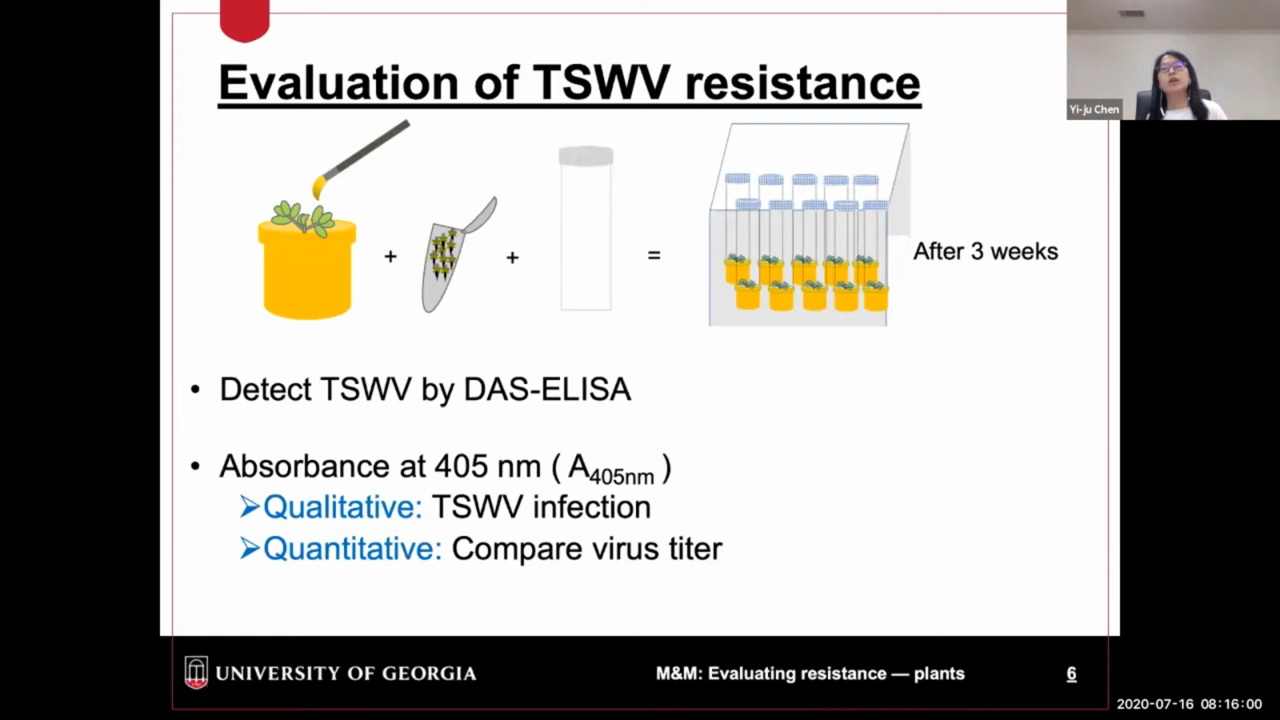 Evaluation of TSWV resistance
Yi-ju Chen
+
+
=
After 3 weeks
• Detect TSWV by DAS-ELISA
• Absorbance at 405 nm ( A405nm )
➢Qualitative: TSWV infection
➢Quantitative: Compare virus titer
UNIVERSITY OF GEORGIA
M&M: Evaluating resistance — plants
6
2020-07-16 08:16:00